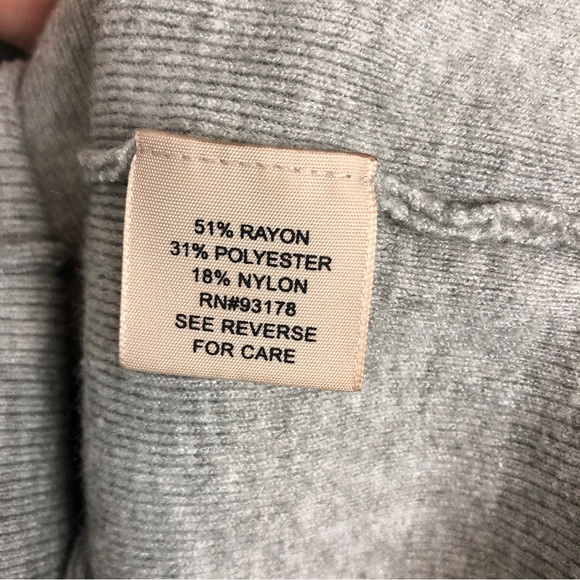 51% RAYON
31% POLYESTER
18% NYLON
RN#93178
SEE REVERSE
FOR CARE